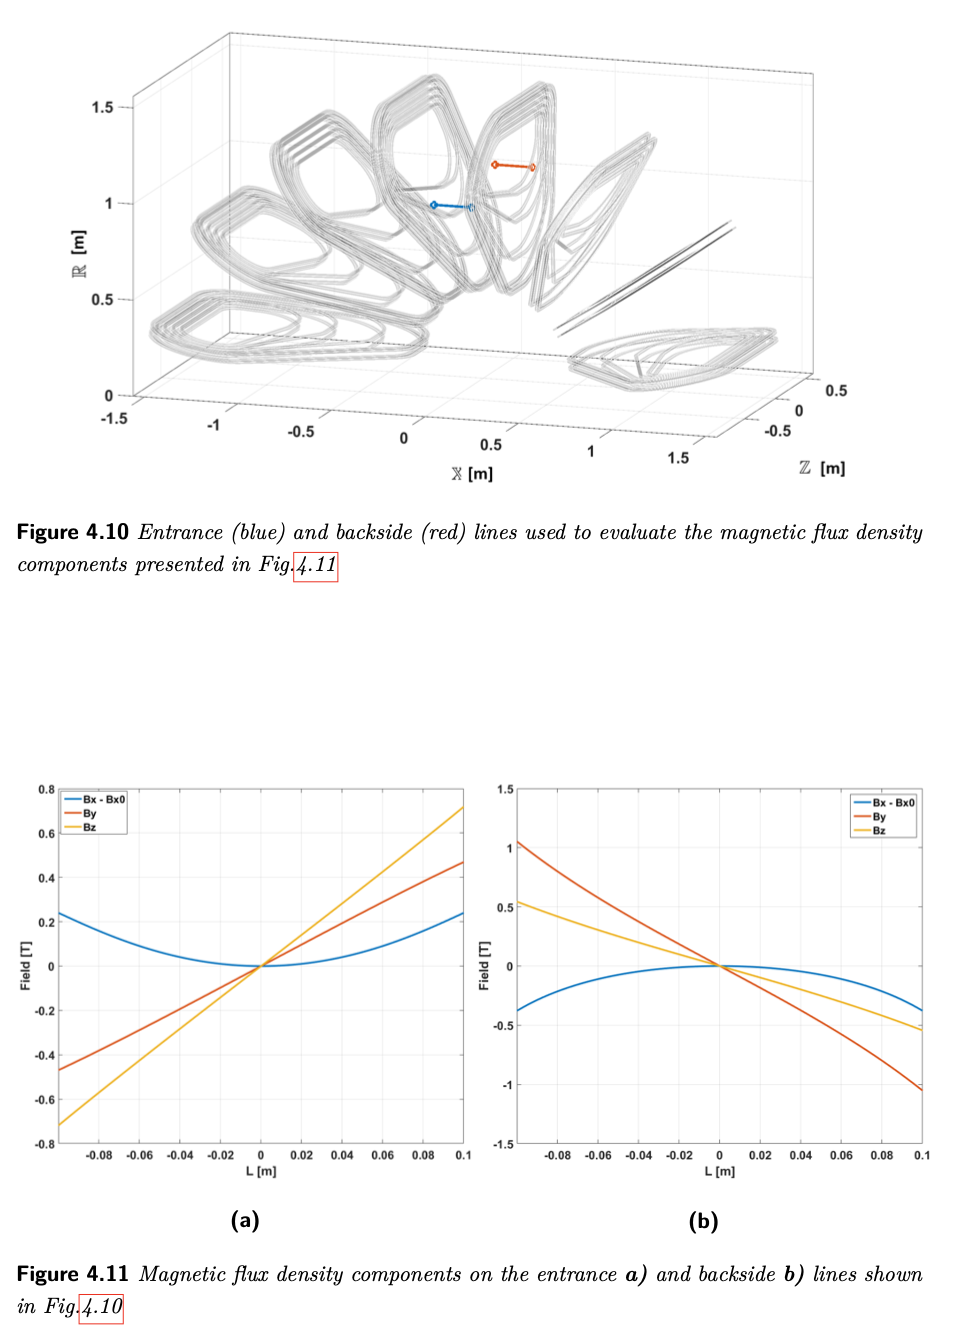 1.5
1
0.5
0
ℝ [m]
-1.5
-1
-0.5
0
0.5
1
1.5
𝕏 [m]
0.5
0
-0.5
ℤ [m]
Figure 4.10 Entrance (blue) and backside (red) lines used to evaluate the magnetic flux density
components presented in Fig.4.11
0.8
0.6
0.4
0.2
0
-0.2
-0.4
-0.6
-0.8
Field [T]
Bx - Bx0
By
Bz
-0.08 -0.06 -0.04 -0.02 0 0.02 0.04 0.06 0.08 0.1
L [m]
(a)
1.5
1
0.5
0
-0.5
-1
-1.5
Field [T]
Bx - Bx0
By
Bz
-0.08 -0.06 -0.04 -0.02 0 0.02 0.04 0.06 0.08 0.1
L [m]
(b)
Figure 4.11 Magnetic flux density components on the entrance a) and backside b) lines shown
in Fig.4.10